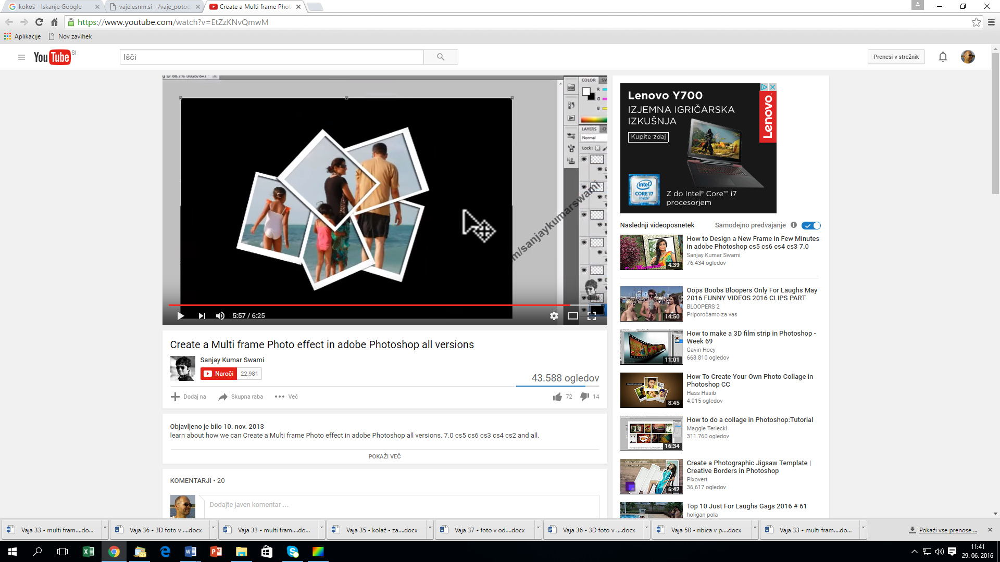 kokoš - Iskanje Google
vaje.esnm.si - /vaje_potoč
Create a Multi frame Phot
https://www.youtube.com/watch?v=EtZzKNvQmwM
Aplikacije
Nov zavihek
YouTube SI
Išči
Prenesi v strežnik
COLOR
R
G
B
LAYERS
Normal
Lock:
m/sanjaykumarswami
5:57 / 6:25
Create a Multi frame Photo effect in adobe Photoshop all versions
Sanjay Kumar Swami
Naroči 22.981
43.588 ogledov
Dodaj na
Skupna raba
Več
72
14
Objavljeno je bilo 10. nov. 2013
learn about how we can Create a Multi frame Photo effect in adobe Photoshop all versions. 7.0 cs5 cs6 cs3 cs4 cs2 and all.
POKAŽI VEČ
KOMENTARJI • 20
Dodajte javen komentar ...
Lenovo Y700
IZJEMNA IGRIČARSKA
IZKUŠNJA
Kupite zdaj
Lenovo
intel
CORE i7
inside
Z do Intel® Core™ i7
procesorjem
Naslednji videoposnetek
Samodejno predvajanje
How to Design a New Frame in Few Minutes
in adobe Photoshop cs5 cs6 cs4 cs3 7.0
Sanjay Kumar Swami
76.434 ogledov
4:39
Oops Boobs Bloopers Only For Laughs May
2016 FUNNY VIDEOS 2016 CLIPS PART
BLOOPERS 2
Priporočamo za vas
14:50
How to make a 3D film strip in Photoshop -
Week 69
Gavin Hoey
668.810 ogledov
11:01
How To Create Your Own Photo Collage in
Photoshop CC
Hass Hasib
4.015 ogledov
8:45
How to do a collage in Photoshop:Tutorial
Maggie Terlecki
311.760 ogledov
16:34
Create a Photographic Jigsaw Template |
Creative Borders in Photoshop
Pixovert
36.617 ogledov
6:42
Top 10 Just For Laughs Gags 2016 # 61
holigan pola
Vaja 33 - multi fram....do...
Vaja 36 - 3D foto v ....docx
Vaja 33 - multi fram....do...
Vaja 35 - kolaž - za....docx
Vaja 37 - foto v od....docx
Vaja 36 - 3D foto v ....docx
Vaja 50 - ribica v p....docx
Vaja 33 - multi fram....do...
Pokaži vse prenose ...
11:41
29. 06. 2016